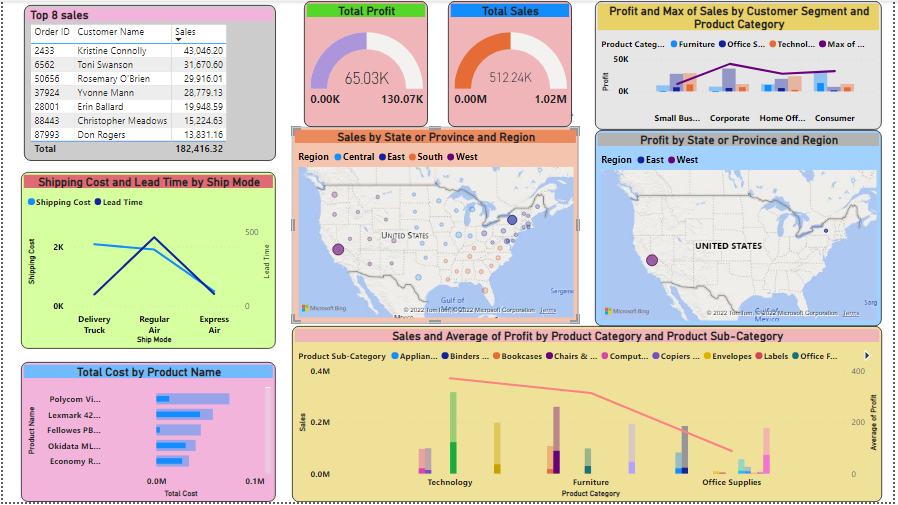 Top 8 sales
Order ID Customer Name Sales
2433 Kristine Connolly 43,046.20
6562 Toni Swanson 31,670.60
50656 Rosemary O'Brien 29,916.01
37924 Yvonne Mann 28,779.13
28001 Erin Ballard 19,948.59
88443 Christopher Meadows 15,224.63
87993 Don Rogers 13,831.16
Total 182,416.32
Total Profit
65.03K
0.00K 130.07K
Total Sales
512.24K
0.00M 1.02M
Profit and Max of Sales by Customer Segment and
Product Category
Product Categ... Furniture Office S... Technol... Max of ...
Profit
50K
0K
Small Bus... Corporate Home Off... Consumer
Shipping Cost and Lead Time by Ship Mode
Shipping Cost Lead Time
Shipping Cost
2K
0K
500
0
Lead Time
Delivery
Truck
Regular
Air
Express
Air
Ship Mode
Sales by State or Province and Region
Region Central East South West
UNITED STATES
Gulf of
Mexico
Microsoft Bing
© 2022 TomTom, © 2022 Microsoft Corporation Terms
Profit by State or Province and Region
Region East West
UNITED STATES
Sarg
Gulf of
Mexico
Microsoft Bing
© 2022 TomTom, © 2022 Microsoft Corporation Terms
Total Cost by Product Name
Product Name
Polycom Vi...
Lexmark 42...
Fellowes PB...
Okidata ML...
Economy R...
0.0M 0.1M
Total Cost
Sales and Average of Profit by Product Category and Product Sub-Category
Product Sub-Category Applian... Binders ... Bookcases Chairs & ... Comput... Copiers ... Envelopes Labels Office F...
Sales
0.4M
0.2M
0.0M
400
200
0
Average of Profit
Technology Furniture Office Supplies
Product Category